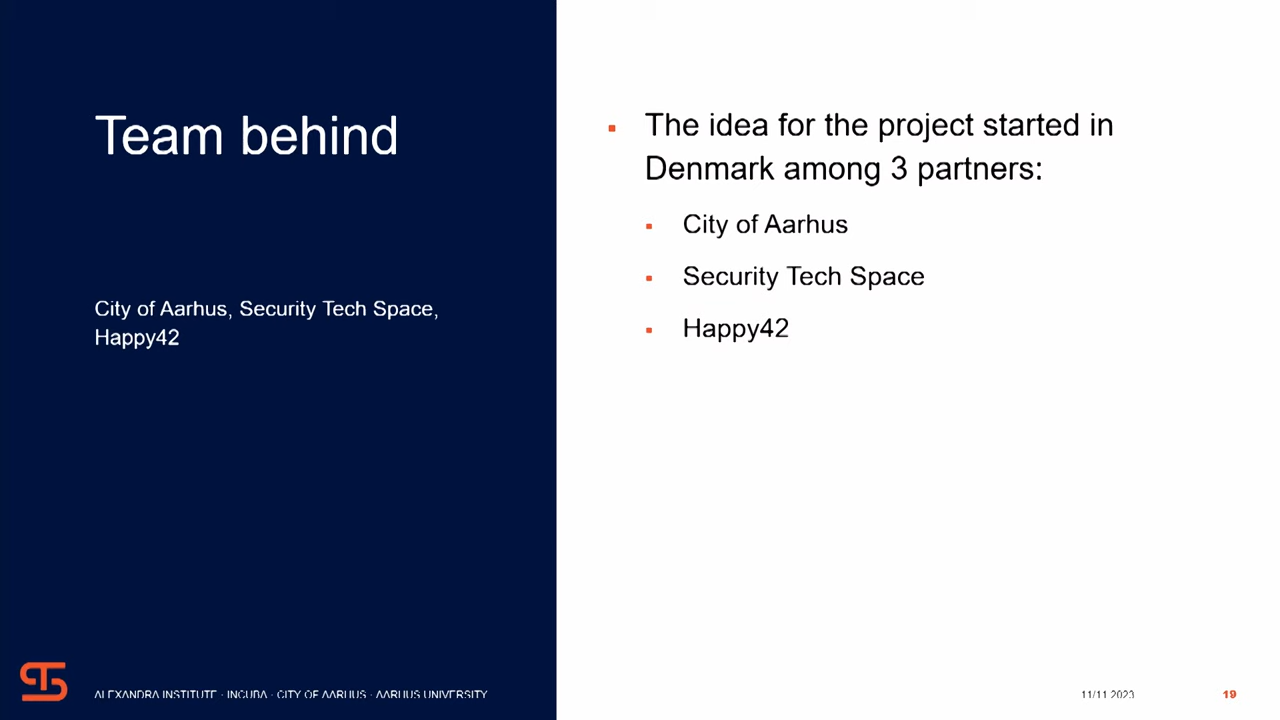 Team behind
City of Aarhus, Security Tech Space,
Happy42
The idea for the project started in
Denmark among 3 partners:
City of Aarhus
Security Tech Space
Happy42
ALEXANDRA INSTITUTE · INCUBA · CITY OF AARHUS · AARHUS UNIVERSITY
11/11 2023
19